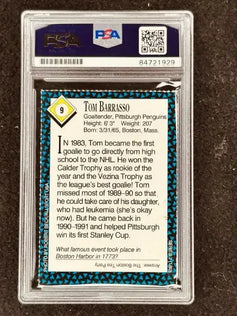 PSA
84721929
9
TOM BARRASSO
Goaltender, Pittsburgh Penguins
Height: 6'3" Weight: 207
Born: 3/31/65, Boston, Mass.
IN 1983, Tom became the first
goalie to go directly from high
school to the NHL. He won the
Calder Trophy as rookie of the
year and the Vezina Trophy as
the league's best goalie! Tom
missed most of 1989-90 so that
he could take care of his daughter,
who had leukemia (she's okay
now). But he came back in
1990-1991 and helped Pittsburgh
win its first Stanley Cup.
What famous event took place in
Boston Harbor in 1773?
Answer: The Boston Tea Party